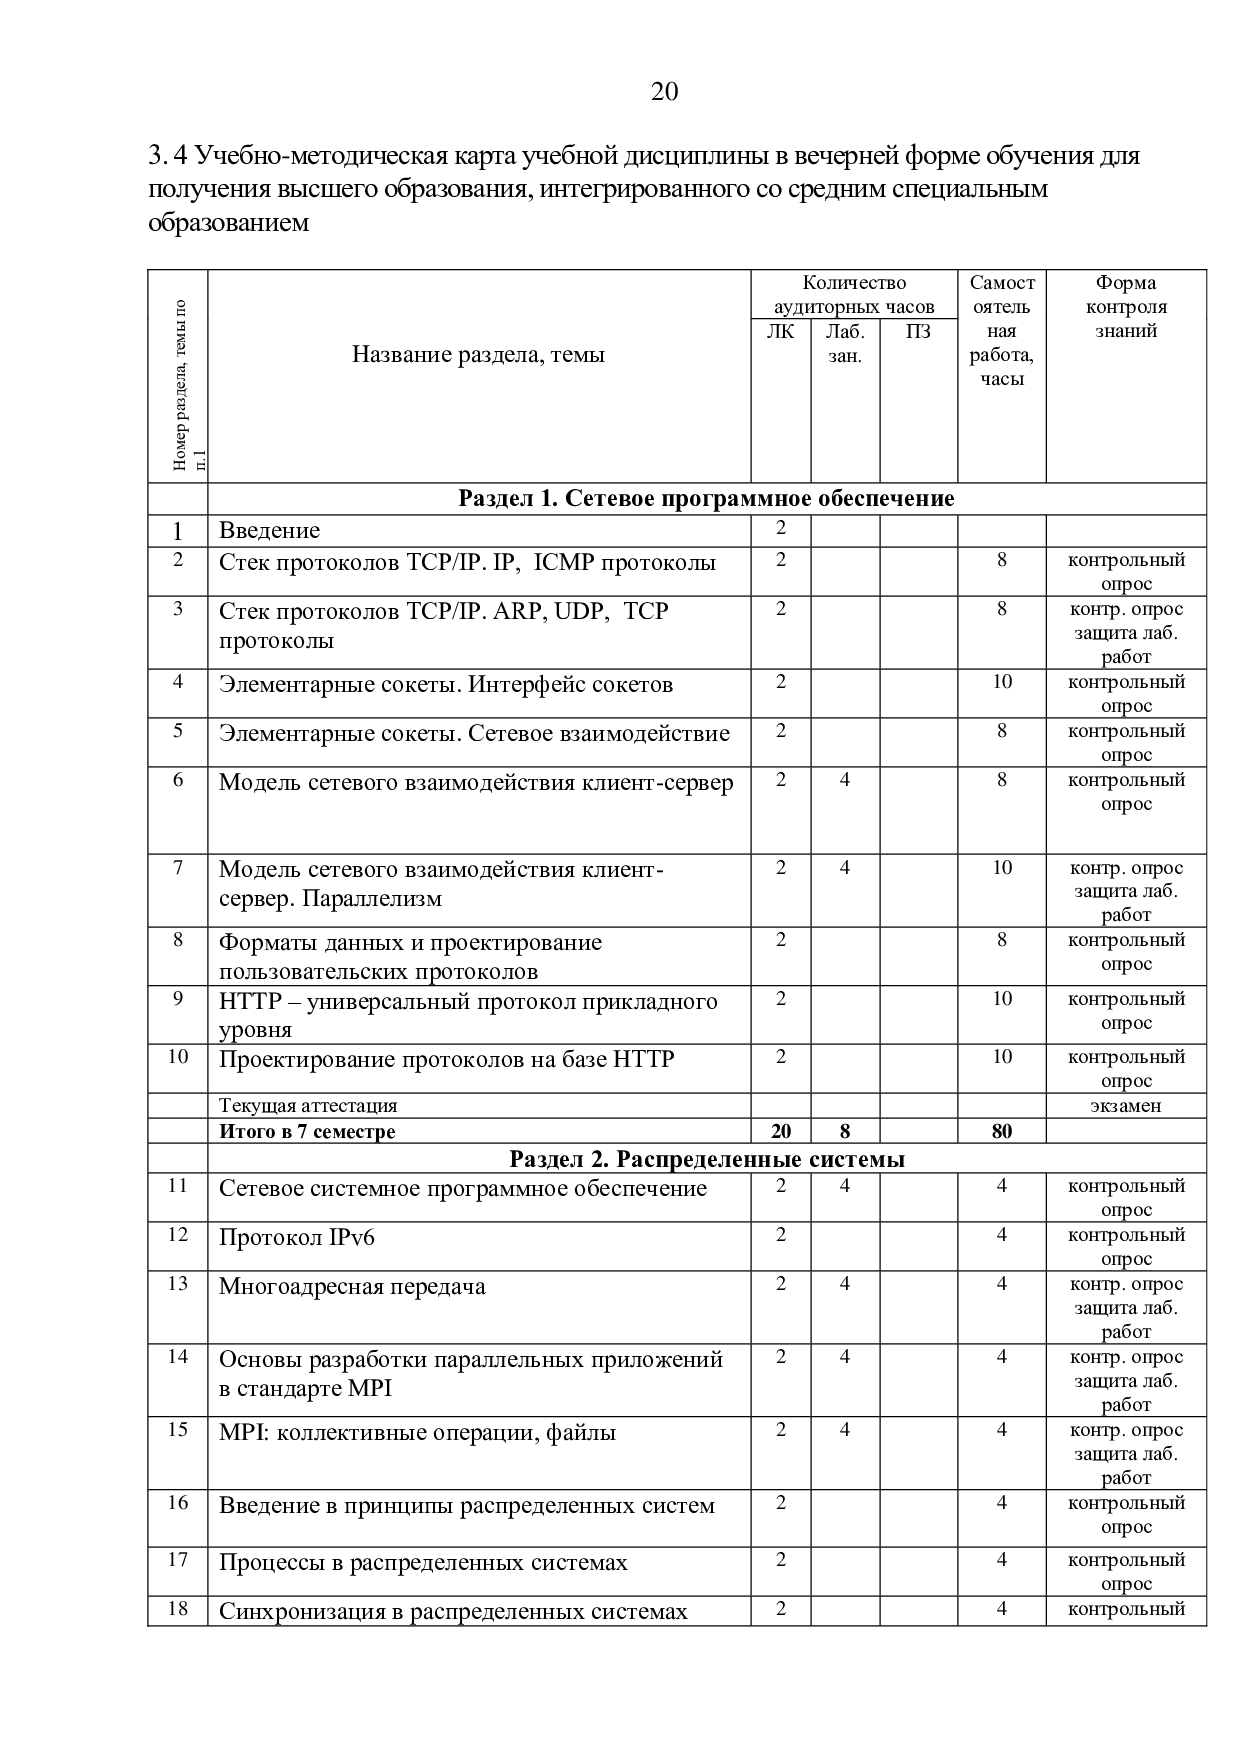 20
3. 4 Учебно-методическая карта учебной дисциплины в вечерней форме обучения для
получения высшего образования, интегрированного со средним специальным
образованием
Номер раздела, темы по
п.1
Название раздела, темы
Количество
аудиторных часов
ЛК
Лаб.
зан.
ПЗ
Самост
оятель
ная
работа,
часы
Форма
контроля
знаний
Раздел 1. Сетевое программное обеспечение
1 Введение 2
2 Стек протоколов TCP/IP. IP, ICMP протоколы 2 8 контрольный
опрос
3 Стек протоколов TCP/IP. ARP, UDP, TCP 2 8 контр. опрос
протоколы защита лаб.
работ
4 Элементарные сокеты. Интерфейс сокетов 2 10 контрольный
опрос
5 Элементарные сокеты. Сетевое взаимодействие 2 8 контрольный
опрос
6 Модель сетевого взаимодействия клиент-сервер 2 4 8 контрольный
опрос
7 Модель сетевого взаимодействия клиент- 2 4 10 контр. опрос
сервер. Параллелизм защита лаб.
работ
8 Форматы данных и проектирование 2 8 контрольный
пользовательских протоколов опрос
9 HTTP – универсальный протокол прикладного 2 10 контрольный
уровня опрос
10 Проектирование протоколов на базе HTTP 2 10 контрольный
опрос
Текущая аттестация экзамен
Итого в 7 семестре 20 8 80
Раздел 2. Распределенные системы
11 Сетевое системное программное обеспечение 2 4 4 контрольный
опрос
12 Протокол IPv6 2 4 контрольный
опрос
13 Многоадресная передача 2 4 4 контр. опрос
защита лаб.
работ
14 Основы разработки параллельных приложений 2 4 4 контр. опрос
в стандарте MPI защита лаб.
работ
15 MPI: коллективные операции, файлы 2 4 4 контр. опрос
защита лаб.
работ
16 Введение в принципы распределенных систем 2 4 контрольный
опрос
17 Процессы в распределенных системах 2 4 контрольный
опрос
18 Синхронизация в распределенных системах 2 4 контрольный